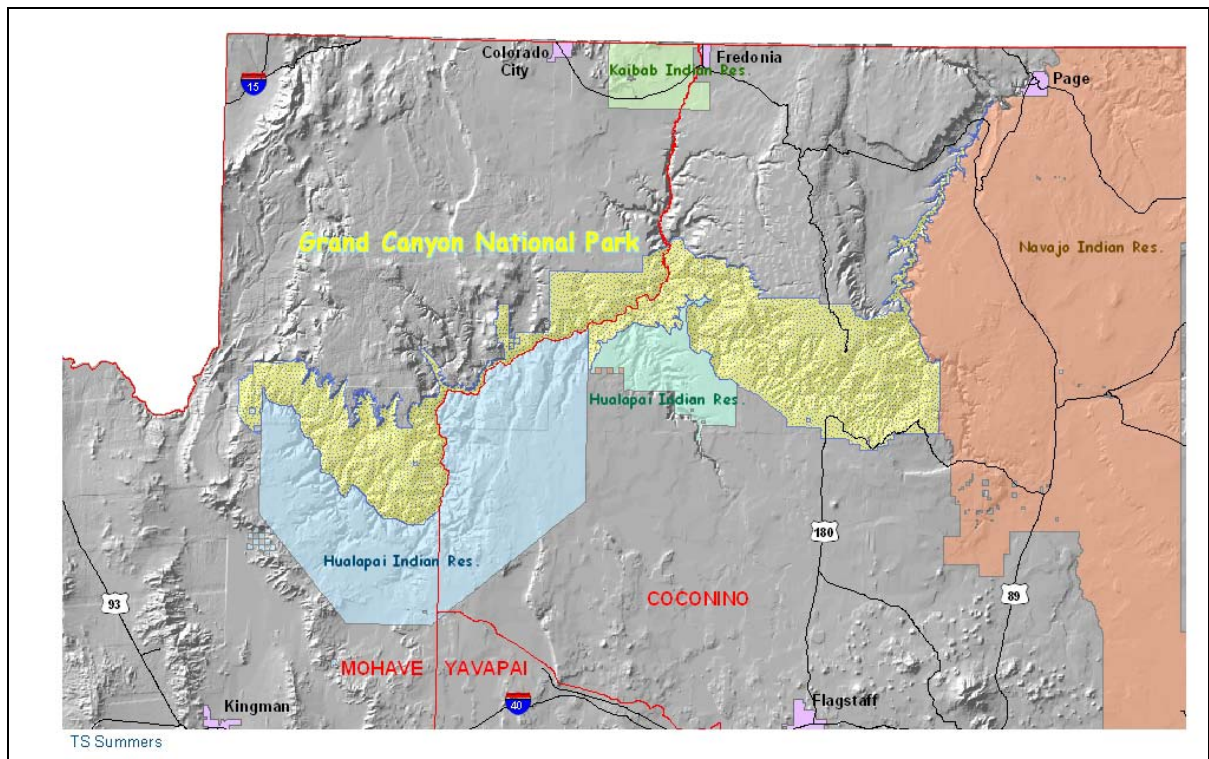 Colorado
City
Fredonia
Kaibab Indian Res.
15
Page
Grand Canyon National Park
Navajo Indian Res.
Hualapai Indian Res.
180
Hualapai Indian Res.
93
COCONINO
89
MOHAVE
YAVAPAI
Kingman
40
Flagstaff
TS Summers